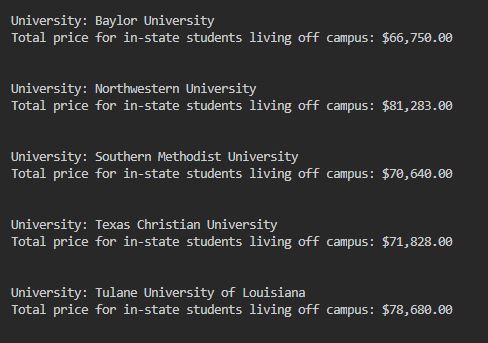 University: Baylor University
Total price for in-state students living off campus: $66,750.00
University: Northwestern University
Total price for in-state students living off campus: $81,283.00
University: Southern Methodist University
Total price for in-state students living off campus: $70,640.00
University: Texas Christian University
Total price for in-state students living off campus: $71,828.00
University: Tulane University of Louisiana
Total price for in-state students living off campus: $78,680.00